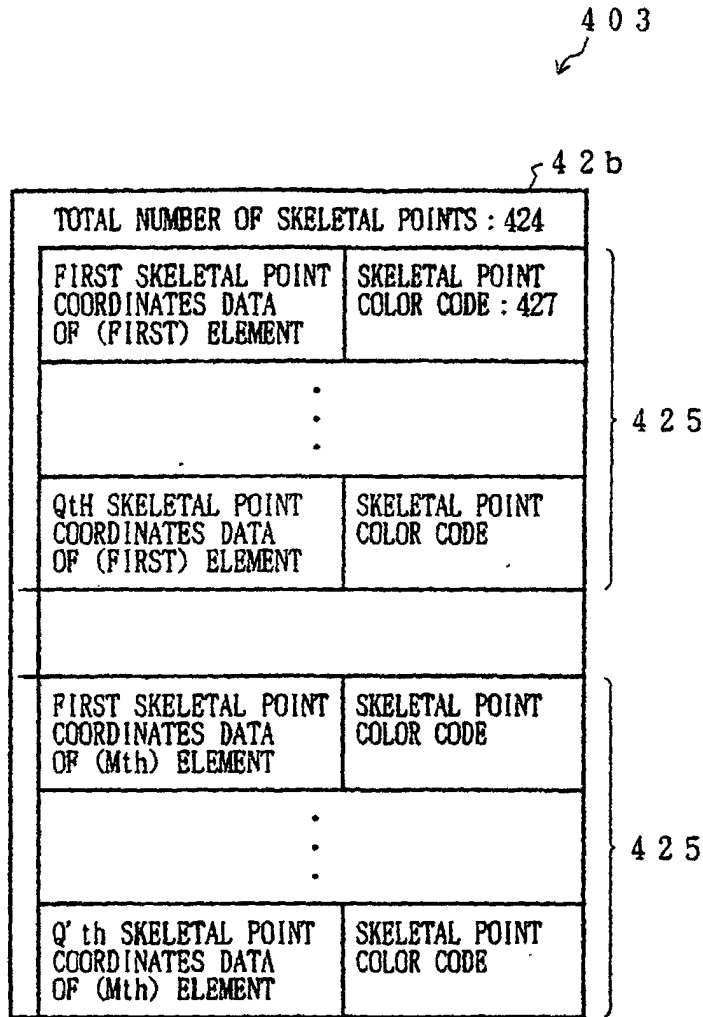 403
42b
TOTAL NUMBER OF SKELETAL POINTS : 424
FIRST SKELETAL POINT
COORDINATES DATA
OF (FIRST) ELEMENT
SKELETAL POINT
COLOR CODE : 427
425
QtH SKELETAL POINT
COORDINATES DATA
OF (FIRST) ELEMENT
SKELETAL POINT
COLOR CODE
FIRST SKELETAL POINT
COORDINATES DATA
OF (Mth) ELEMENT
SKELETAL POINT
COLOR CODE
425
Q'th SKELETAL POINT
COORDINATES DATA
OF (Mth) ELEMENT
SKELETAL POINT
COLOR CODE